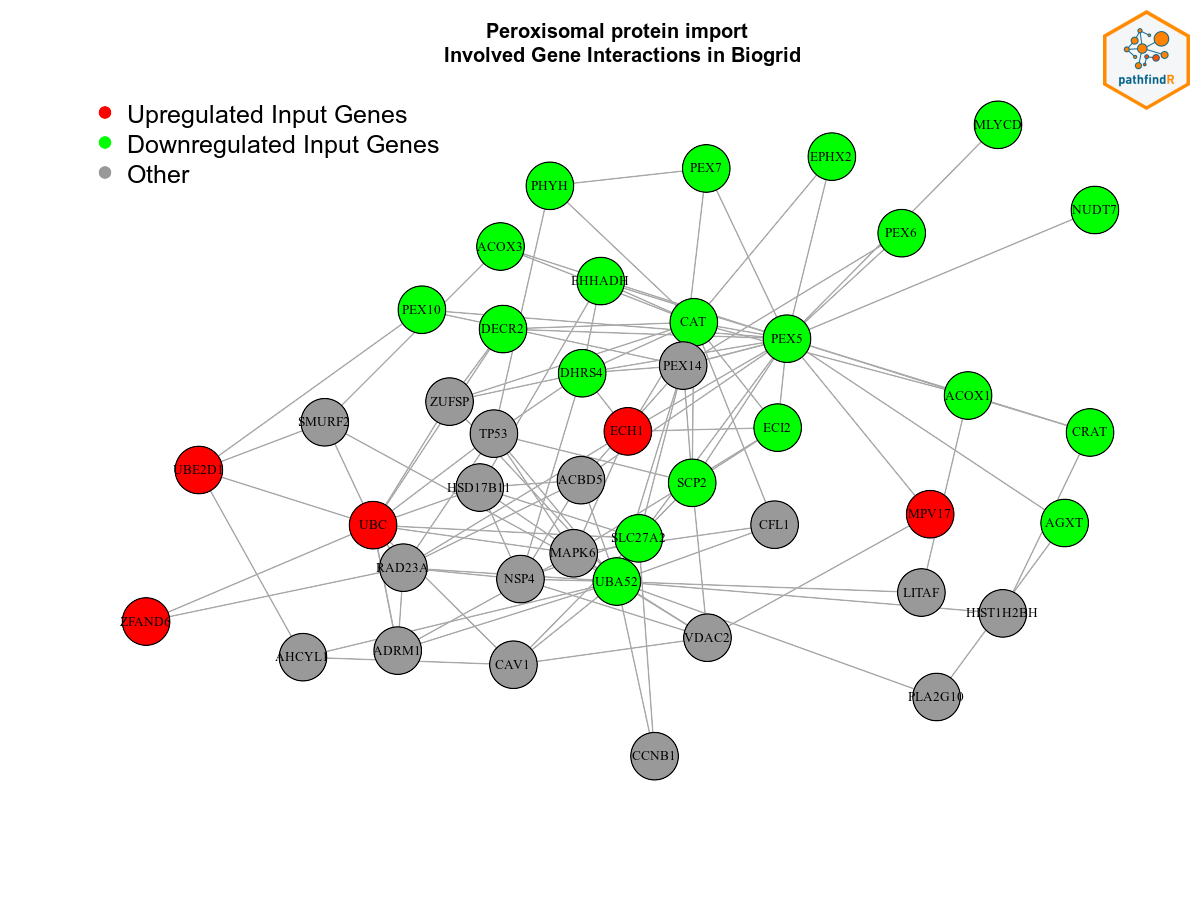 Peroxisomal protein import
Involved Gene Interactions in Biogrid
pathfindR
Upregulated Input Genes
Downregulated Input Genes
Other
MLYCD
EPHX2
PEX7
PHYH
NUDT7
PEX6
ACOX3
EHHADH
PEX10
CAT
DECR2
PEX5
PEX14
DHRS4
ACOX1
ZUFSP
SMURF2
ECH1
ECI2
CRAT
TP53
UBE2D1
ACBD5
SCP2
HSD17B11
MPV17
AGXT
UBC
CFL1
SLC27A2
MAPK6
RAD23A
NSP4
UBA52
LITAF
HIST1H2BH
ZFAND6
VDAC2
ADRM1
AHCYL1
CAV1
PLA2G10
CCNB1